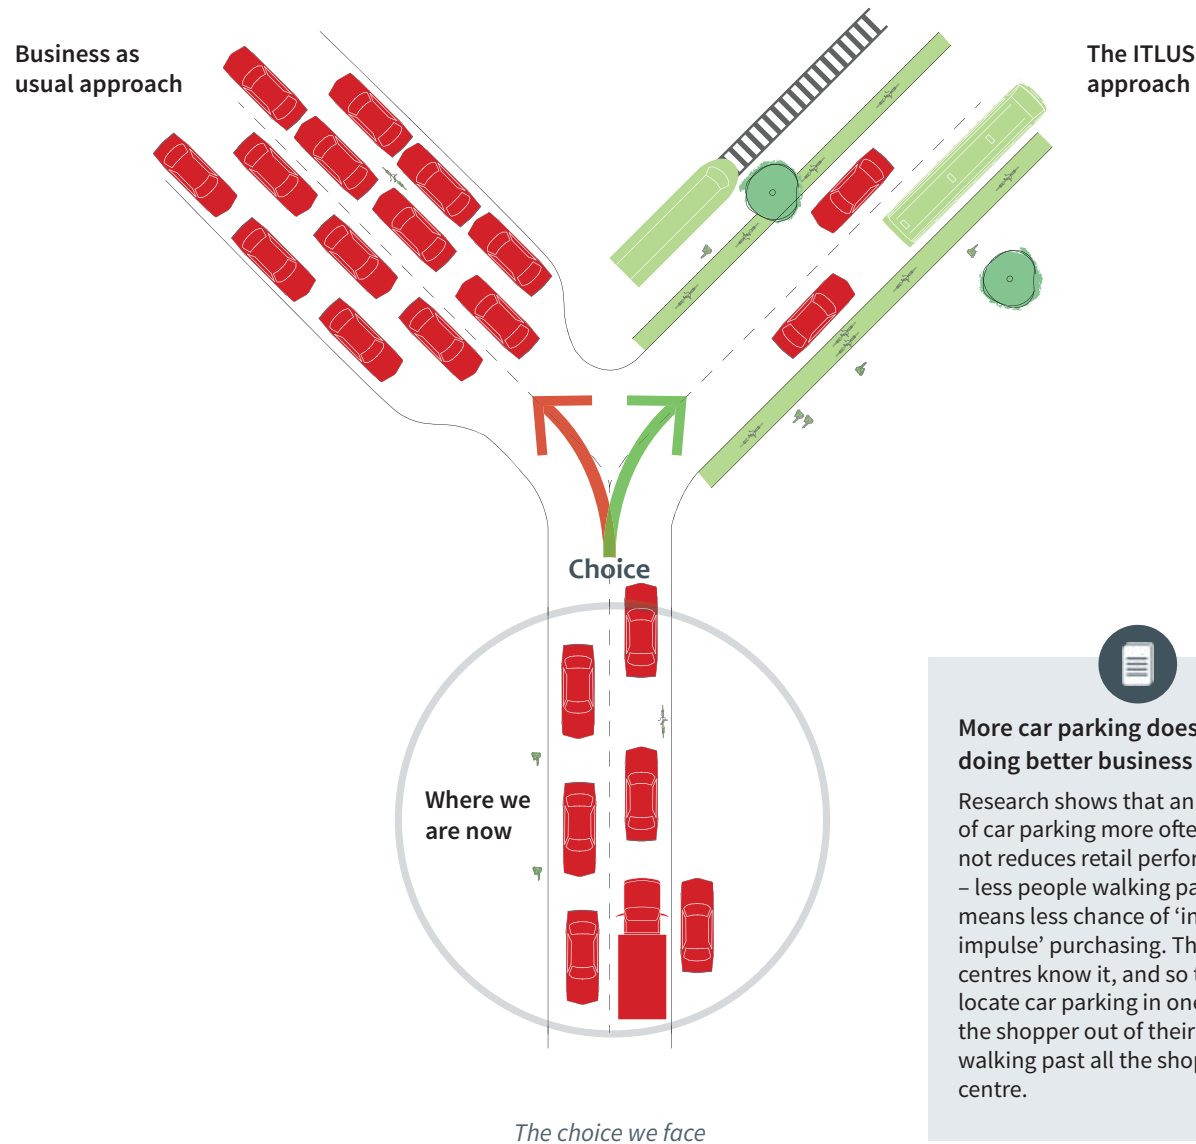 Business as
usual approach
The ITLUS
approach
Choice
Where we
are now
More car parking does
doing better business
Research shows that an
of car parking more ofte
not reduces retail perfor
– less people walking pa
means less chance of ‘in
impulse’ purchasing. Th
centres know it, and so t
locate car parking in one
the shopper out of their
walking past all the shop
centre.
The choice we face